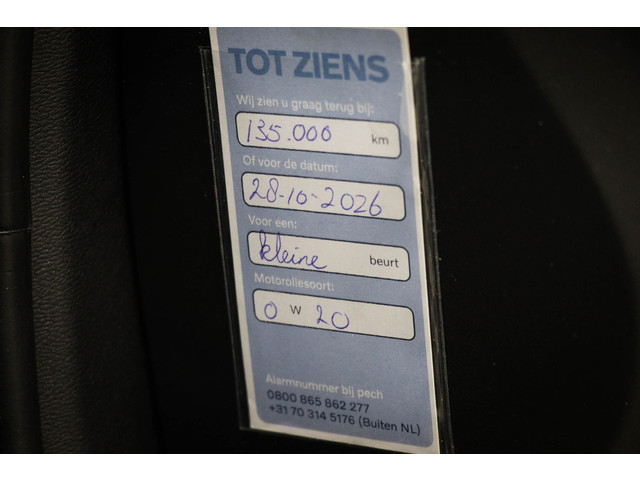 TOT ZIENS
Wij zien u graag terug bij:
135.000 km
Of voor de datum:
28-10-2026
Voor een:
kleine beurt
Motoroliesoort:
0 W 20
Alarmnummer bij pech
0800 865 862 277
+31 70 314 5176 (Buiten NL)